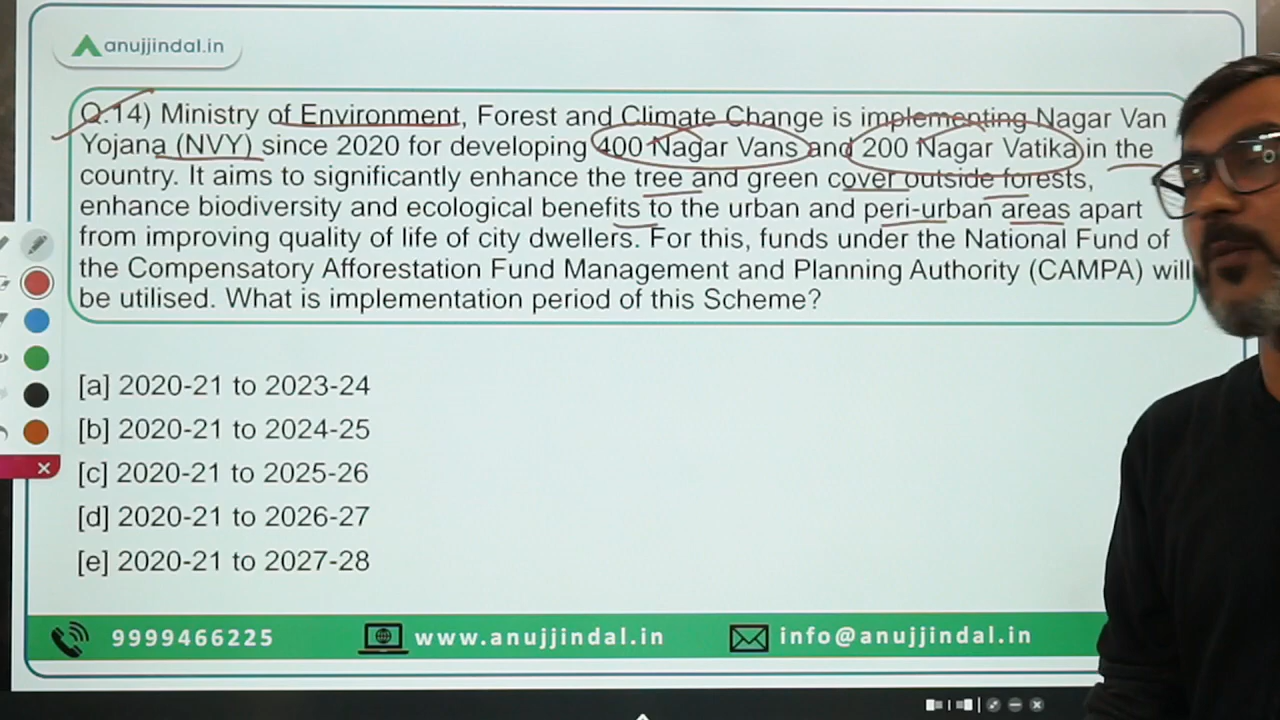 anujjindal.in
Q.14) Ministry of Environment, Forest and Climate Change is implementing Nagar Van
Yojana (NVY) since 2020 for developing 400 Nagar Vans and 200 Nagar Vatika in the
country. It aims to significantly enhance the tree and green cover outside forests,
enhance biodiversity and ecological benefits to the urban and peri-urban areas apart
from improving quality of life of city dwellers. For this, funds under the National Fund of
the Compensatory Afforestation Fund Management and Planning Authority (CAMPA) will
be utilised. What is implementation period of this Scheme?
[a] 2020-21 to 2023-24
[b] 2020-21 to 2024-25
[c] 2020-21 to 2025-26
[d] 2020-21 to 2026-27
[e] 2020-21 to 2027-28
9999466225 www.anujjindal.in info@anujjindal.in